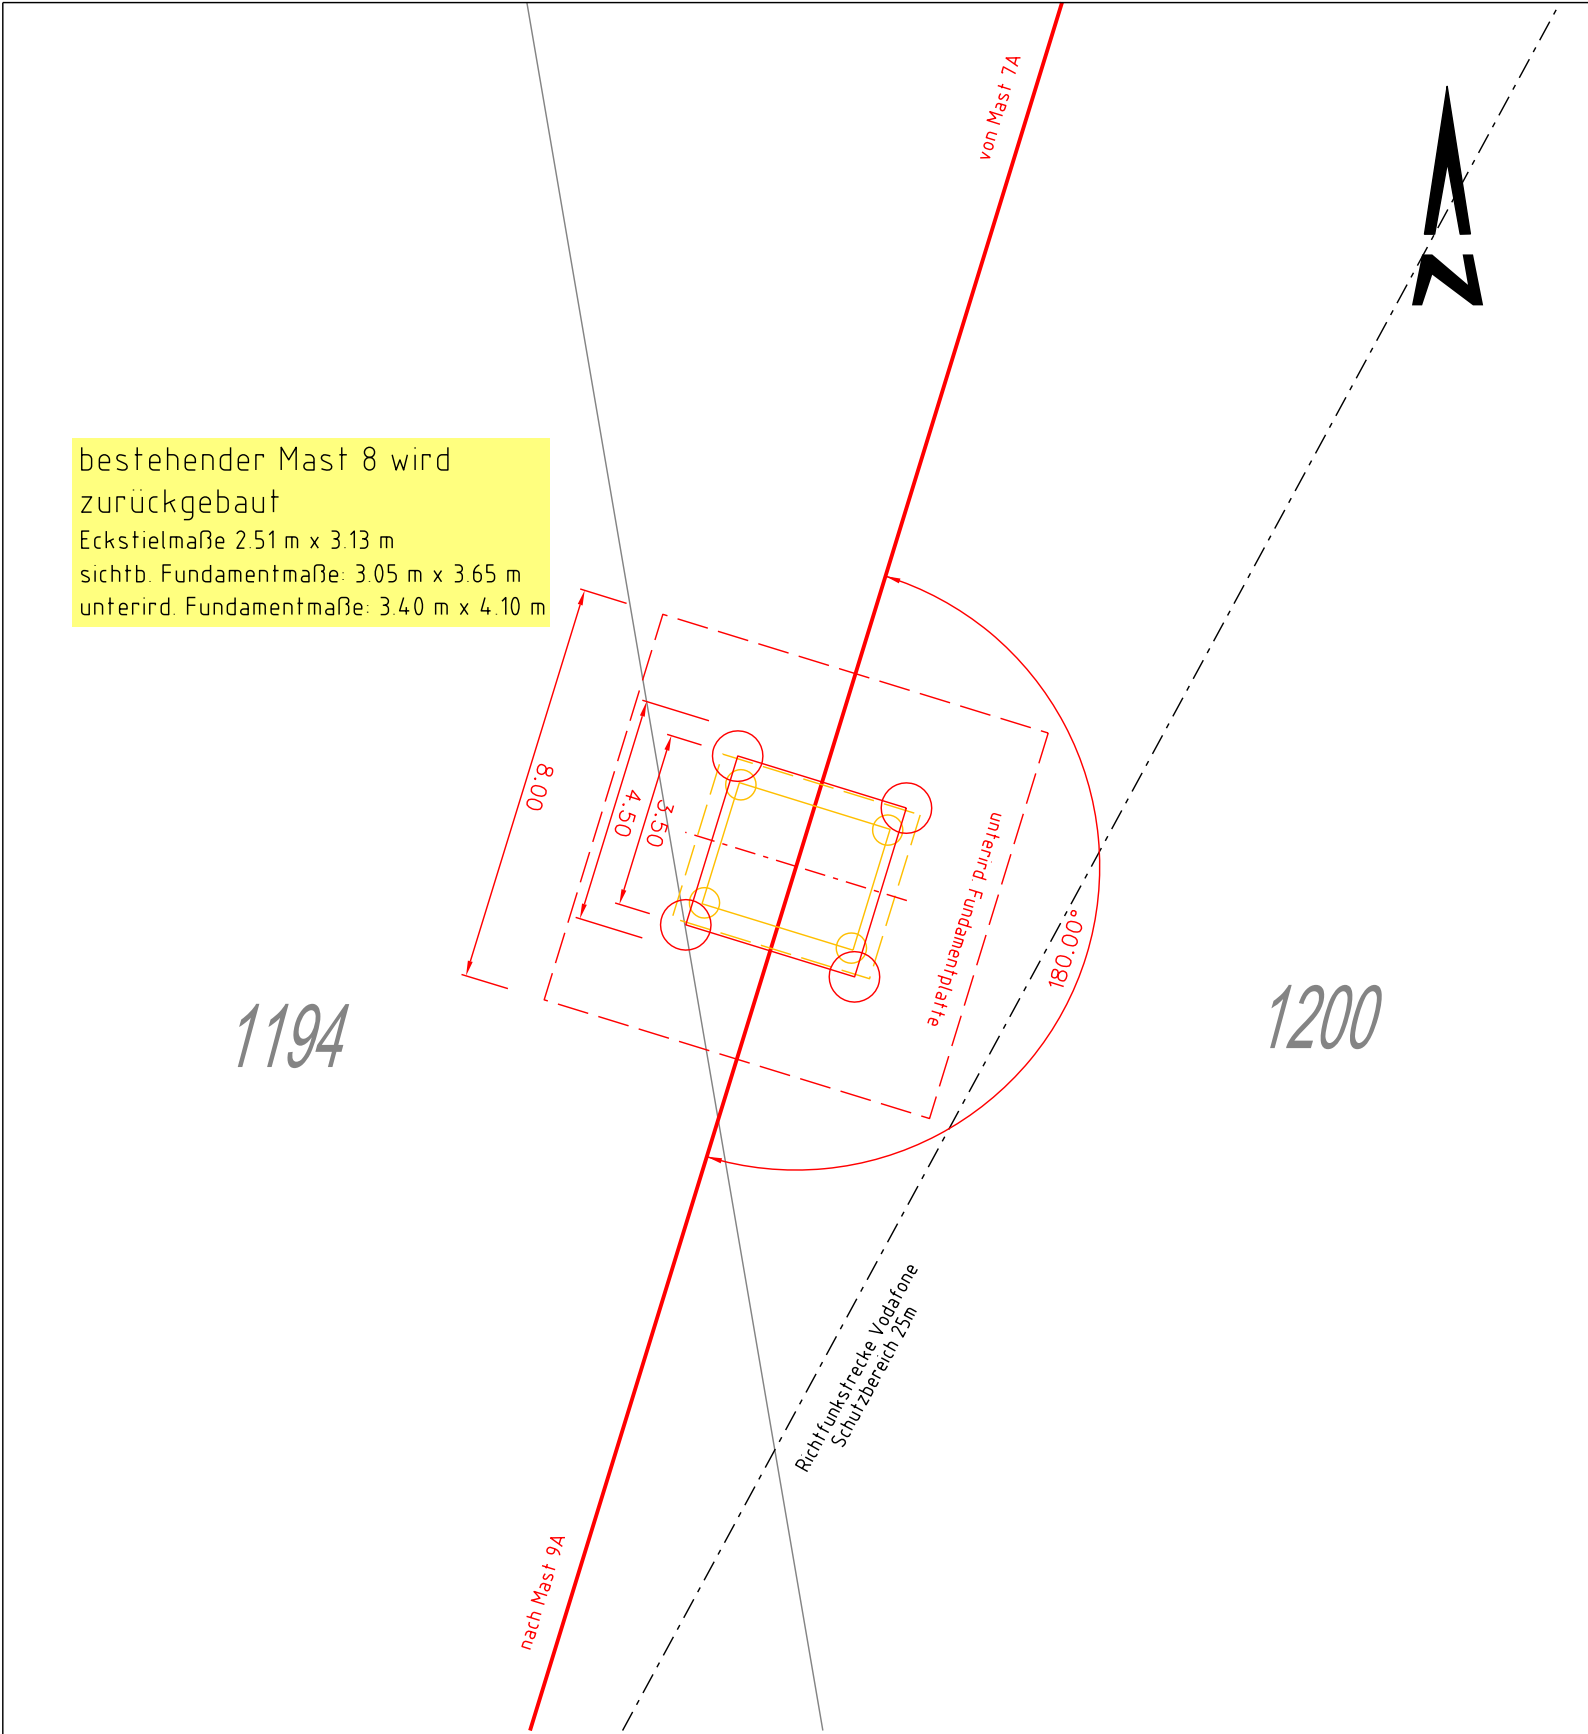 von Mast 7A
N
bestehender Mast 8 wird
zurückgebaut
Eckstielmaße 2.51 m x 3.13 m
sichtb. Fundamentmaße: 3.05 m x 3.65 m
unterird. Fundamentmaße: 3.40 m x 4.10 m
8.00
4.50
3.50
unterird. Fundamentplatte
180.00°
1194
1200
Richtfunkstrecke Vodafone
Schutzbereich 25m
nach Mast 9A